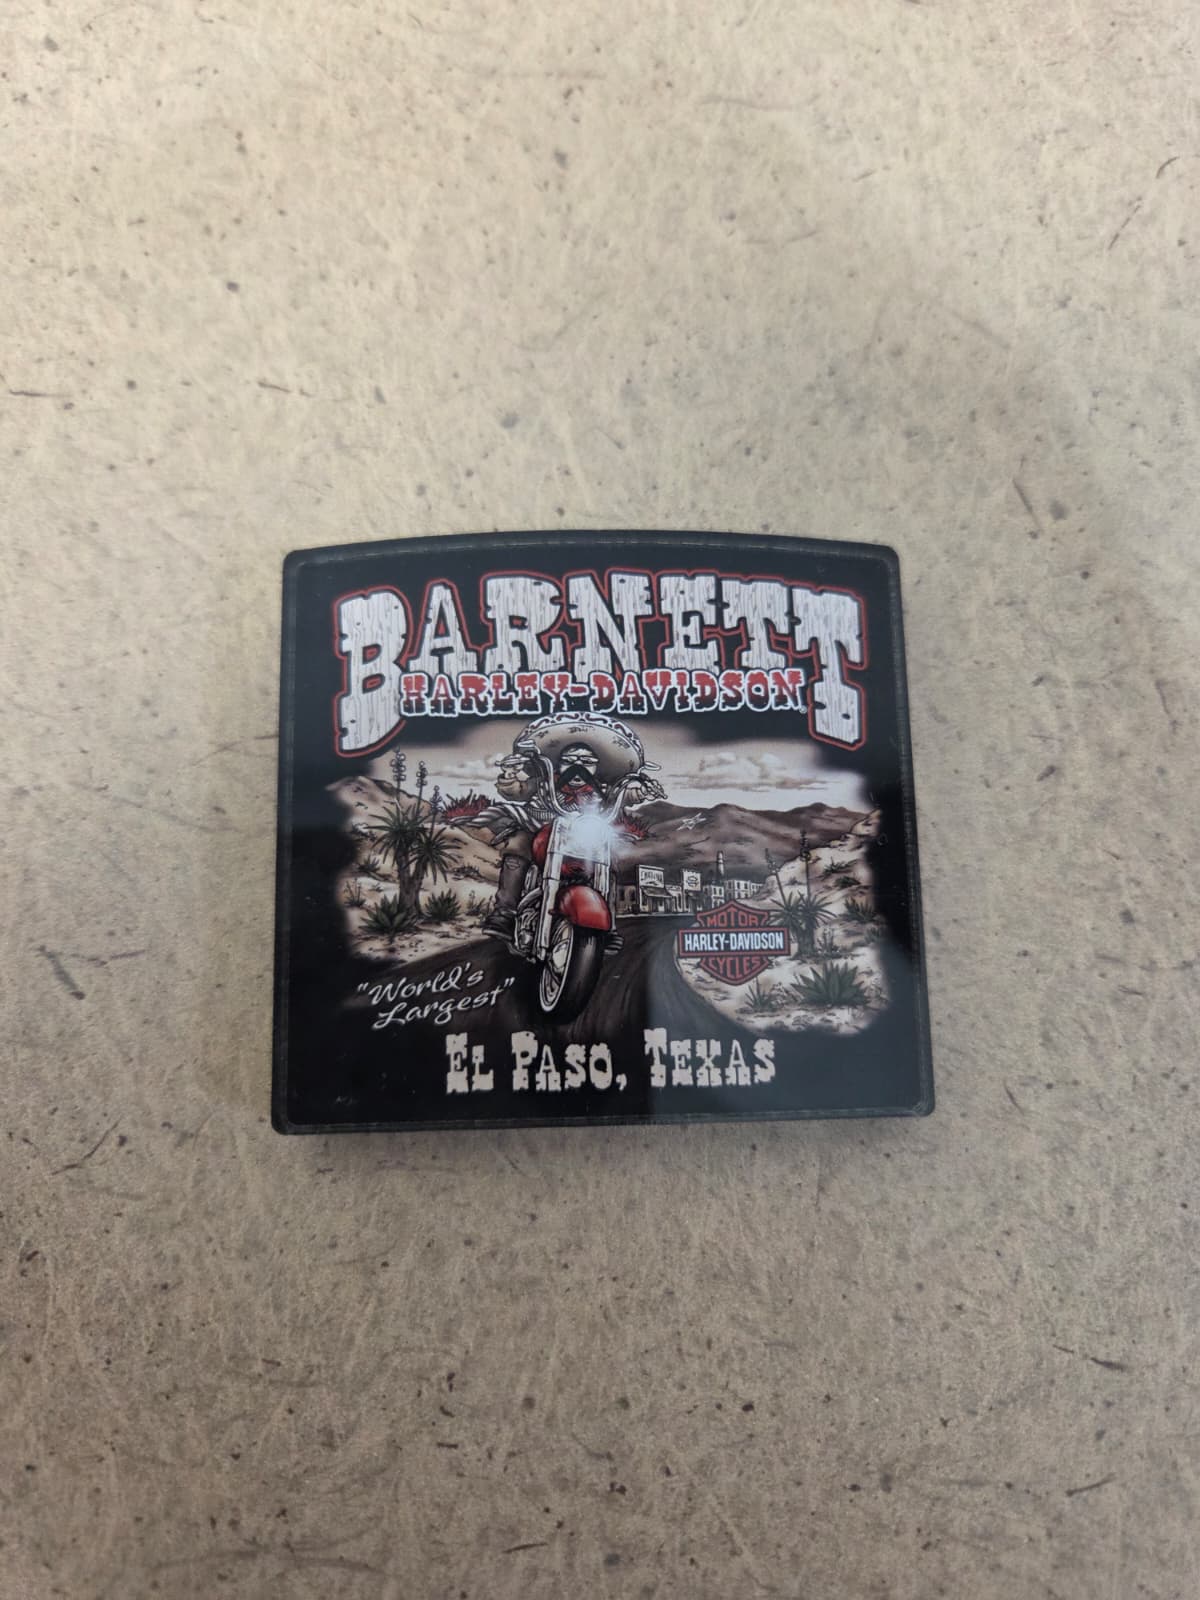 BARNETT
HARLEY-DAVIDSON
MOTOR
HARLEY-DAVIDSON
CYCLES
"World's
Largest"
EL PASO, TEXAS